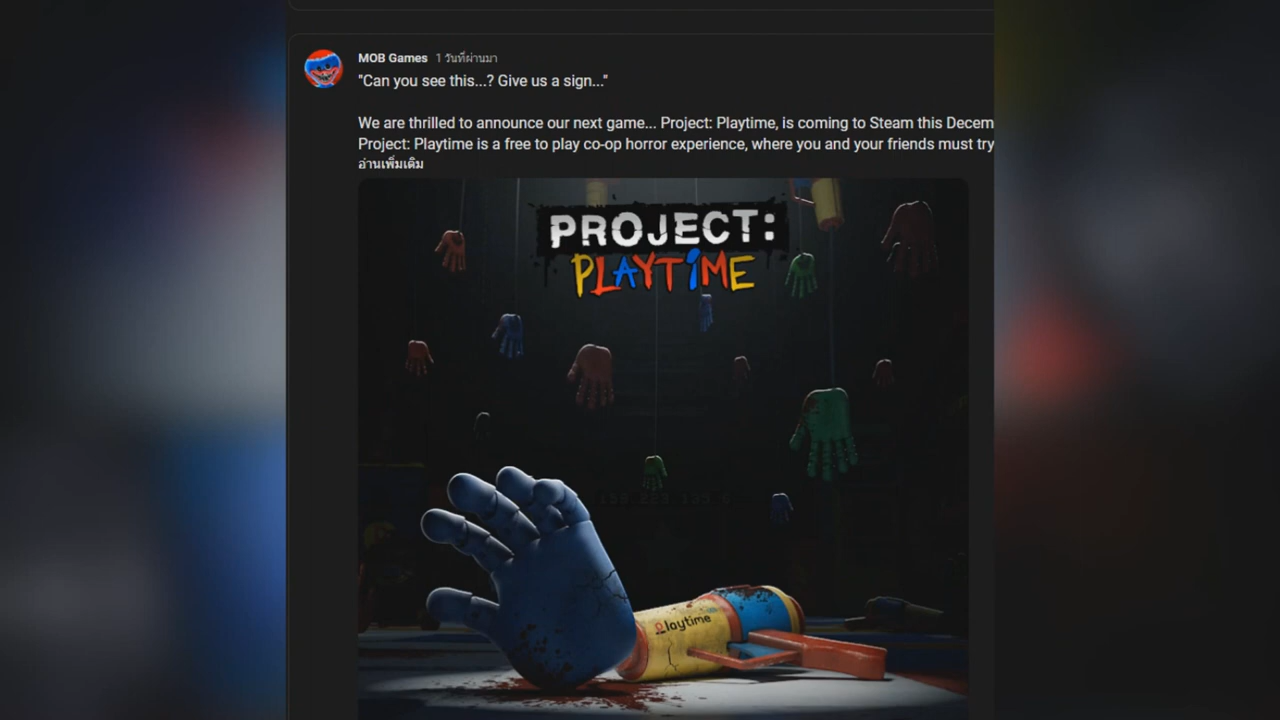 MOB Games 1 วันที่ผ่านมา
"Can you see this...? Give us a sign..."
We are thrilled to announce our next game... Project: Playtime, is coming to Steam this Decem
Project: Playtime is a free to play co-op horror experience, where you and your friends must try
อ่านเพิ่มเติม
PROJECT:
PLAYTIME
Playtime